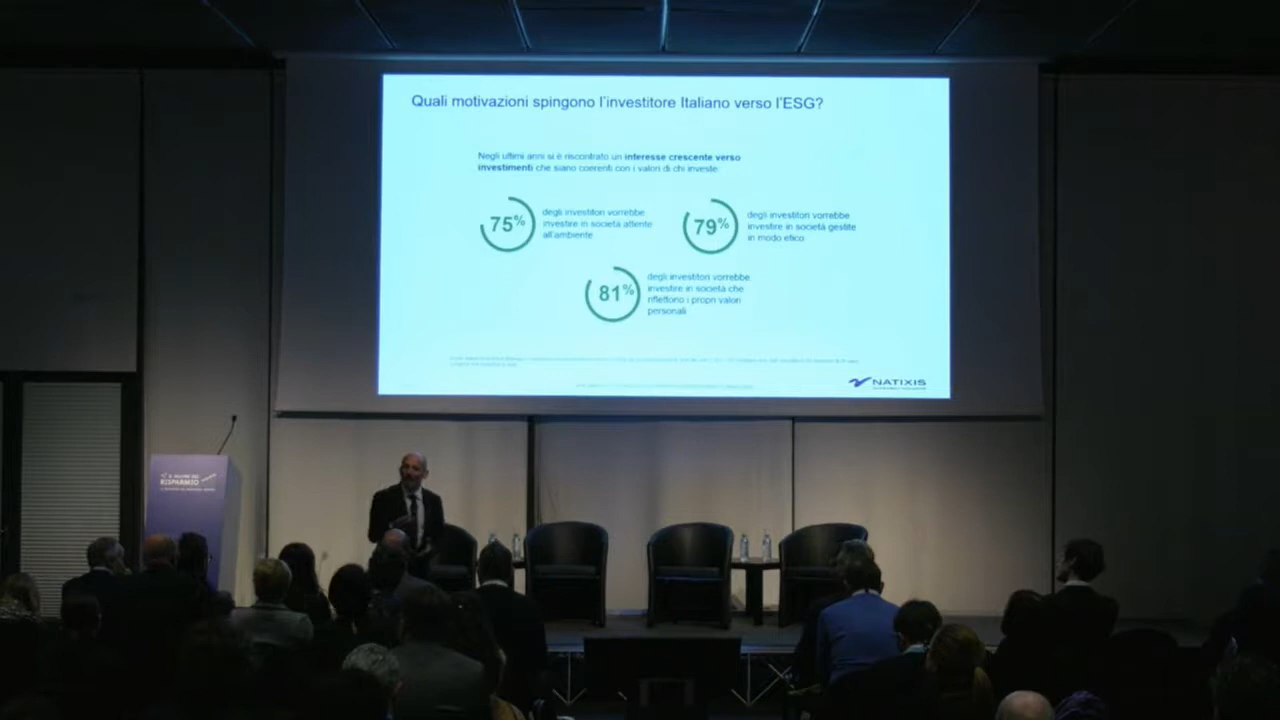 Quali motivazioni spingono l'investitore Italiano verso l'ESG?
Negli ultimi anni si è riscontrato un interesse crescente verso
investimenti che siano coerenti con i valori di chi investe
75%
degli investitori vorrebbe
investire in società attente
all'ambiente
79%
degli investitori vorrebbe
investire in società gestite
in modo etico
81%
degli investitori vorrebbe
investire in società che
riflettono i propri valori
personali
NATIXIS
IL SALONE DEL
RISPARMIO